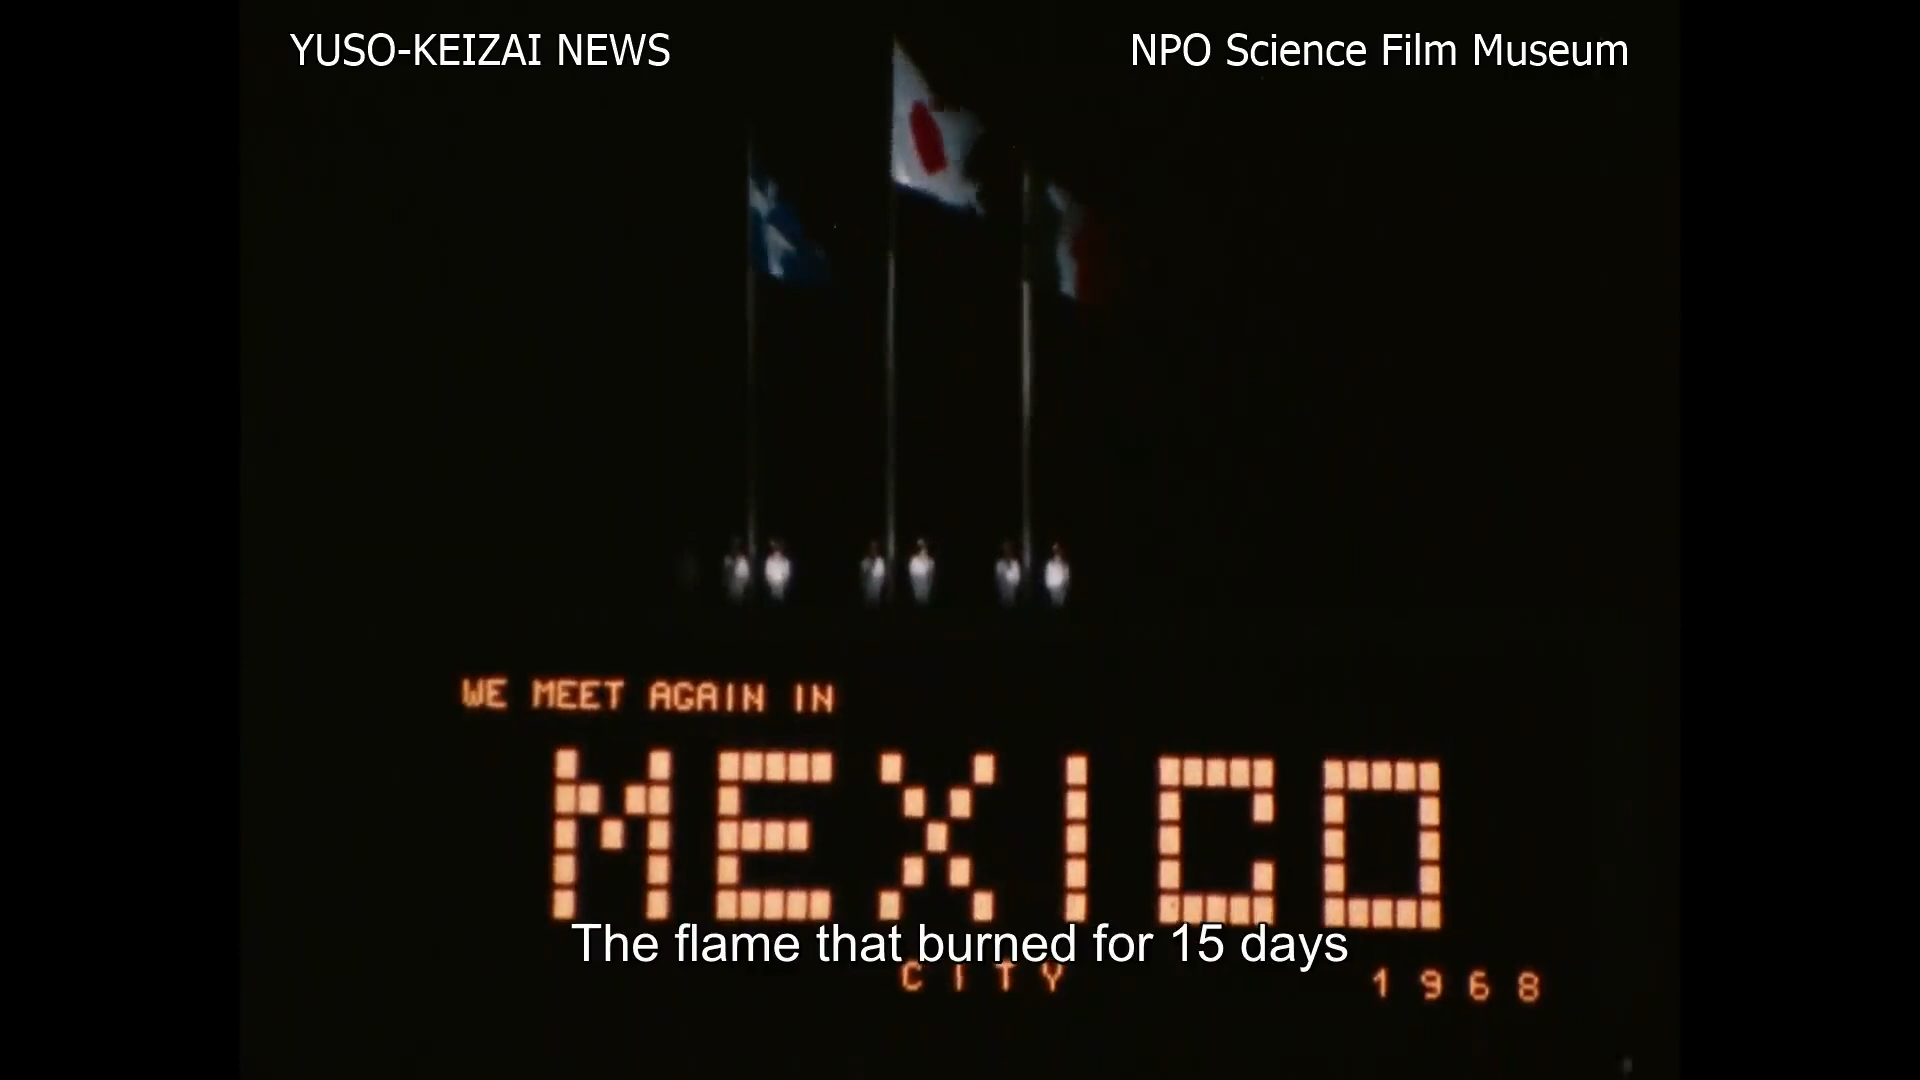 YUSO-KEIZAI NEWS
NPO Science Film Museum
WE MEET AGAIN IN
MEXICO
The flame that burned for 15 days
CITY
1968